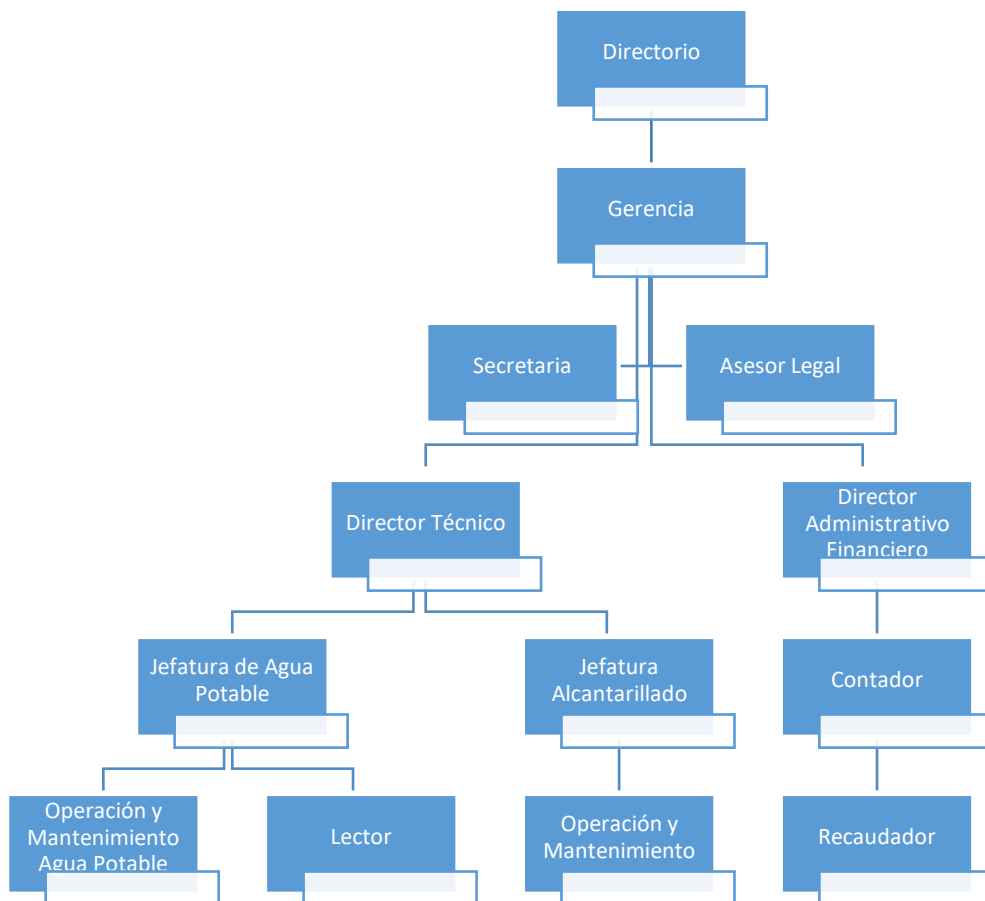 Directorio
Gerencia
Secretaria
Asesor Legal
Director Técnico
Director
Administrativo
Financiero
Jefatura de Agua
Potable
Jefatura
Alcantarillado
Contador
Operación y
Mantenimiento
Agua Potable
Lector
Operación y
Mantenimiento
Recaudador